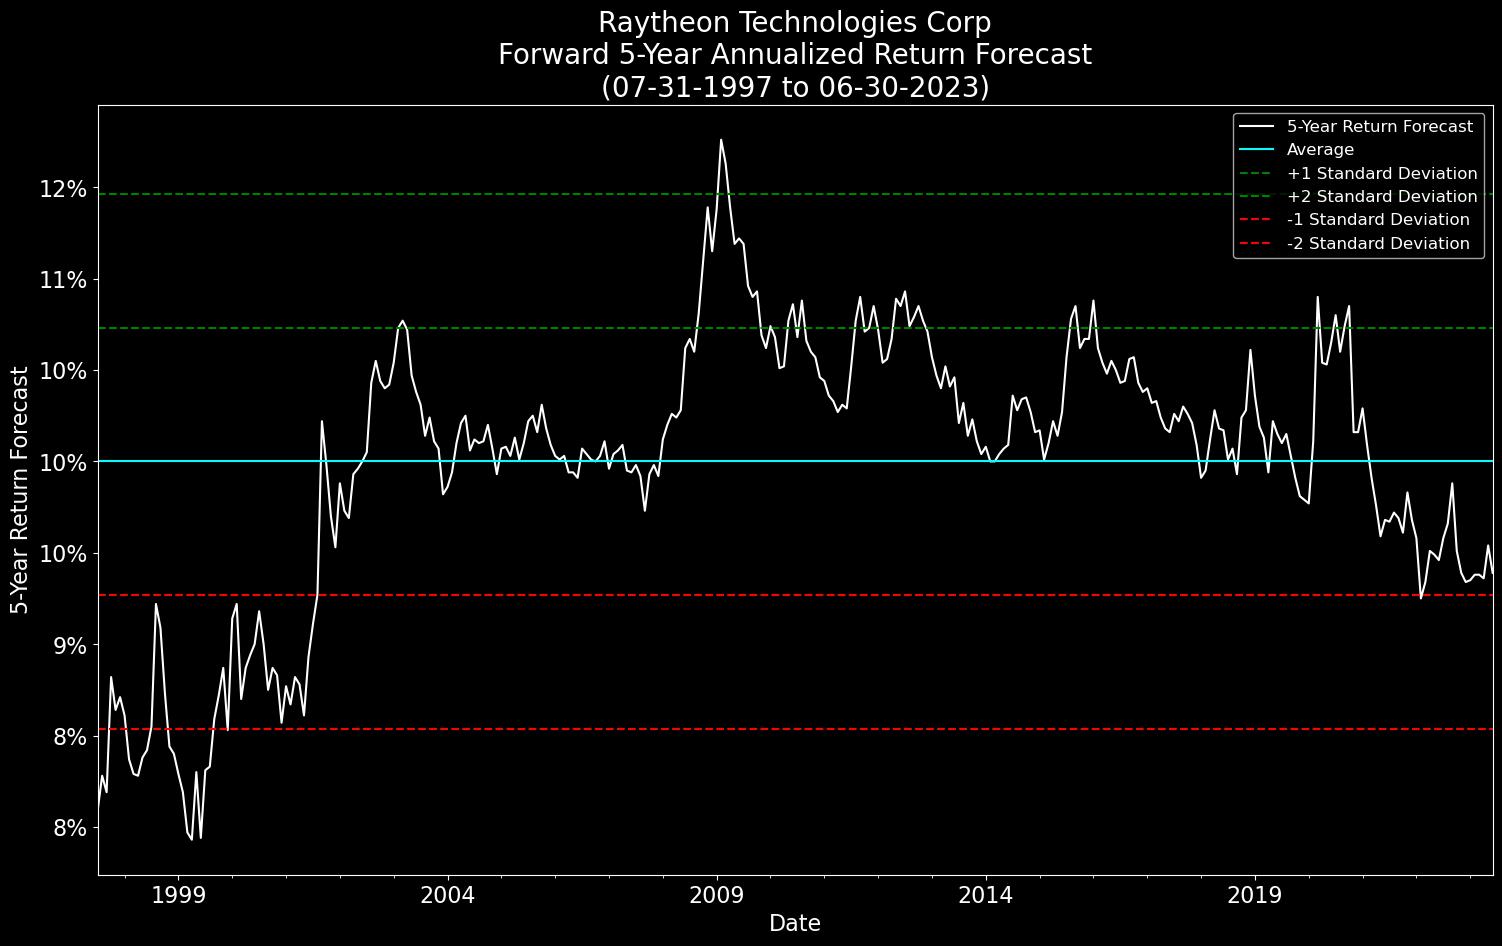 Raytheon Technologies Corp
Forward 5-Year Annualized Return Forecast
(07-31-1997 to 06-30-2023)
5-Year Return Forecast
Average
+1 Standard Deviation
+2 Standard Deviation
-1 Standard Deviation
-2 Standard Deviation
12%
11%
10%
10%
10%
9%
8%
8%
5-Year Return Forecast
1999
2004
2009
2014
2019
Date